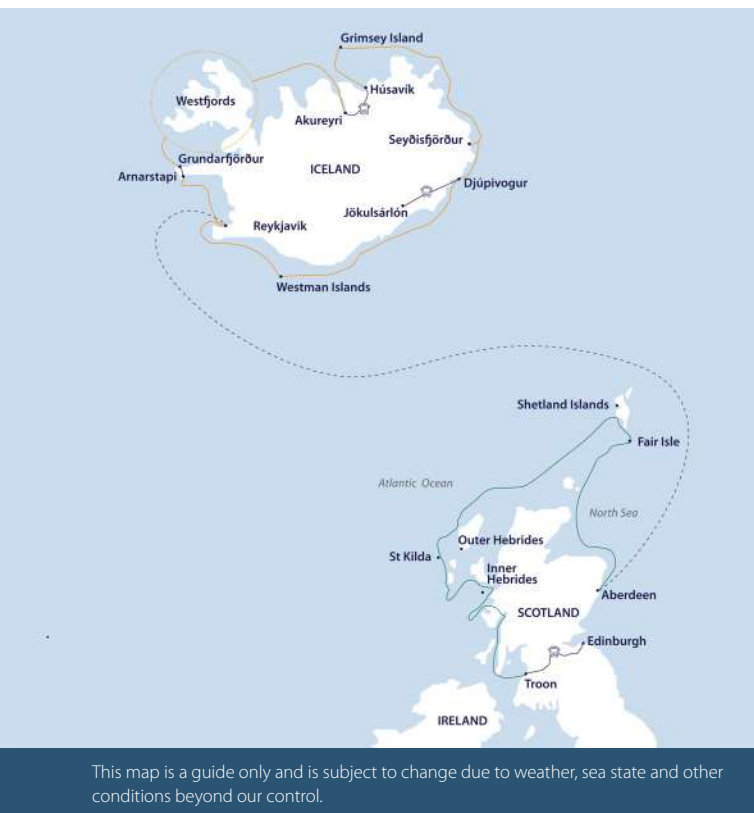 Grimsey Island
Húsavík
Westfjords
Akureyri
Seyðisfjörður
Grundarfjörður
ICELAND
Arnarstapi
Djúpivogur
Jökulsárlón
Reykjavik
Westman Islands
Shetland Islands
Fair Isle
Atlantic Ocean
North Sea
Outer Hebrides
St Kilda
Inner
Hebrides
Aberdeen
SCOTLAND
Edinburgh
Troon
IRELAND
This map is a guide only and is subject to change due to weather, sea state and other
conditions beyond our control.